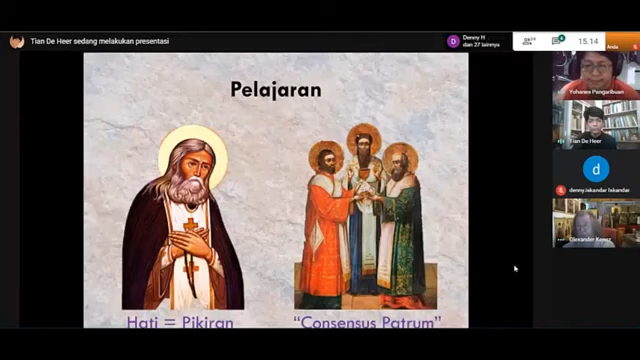 Tian De Heer sedang melakukan presentasi
D
Denny H
dan 27 lainnya
15.14
Anda
Pelajaran
Hati = Pikiran
"Consensus Patrum"
Yohanes Pangaribuan
Tian De Heer
d
denny.iskandar Iskandar